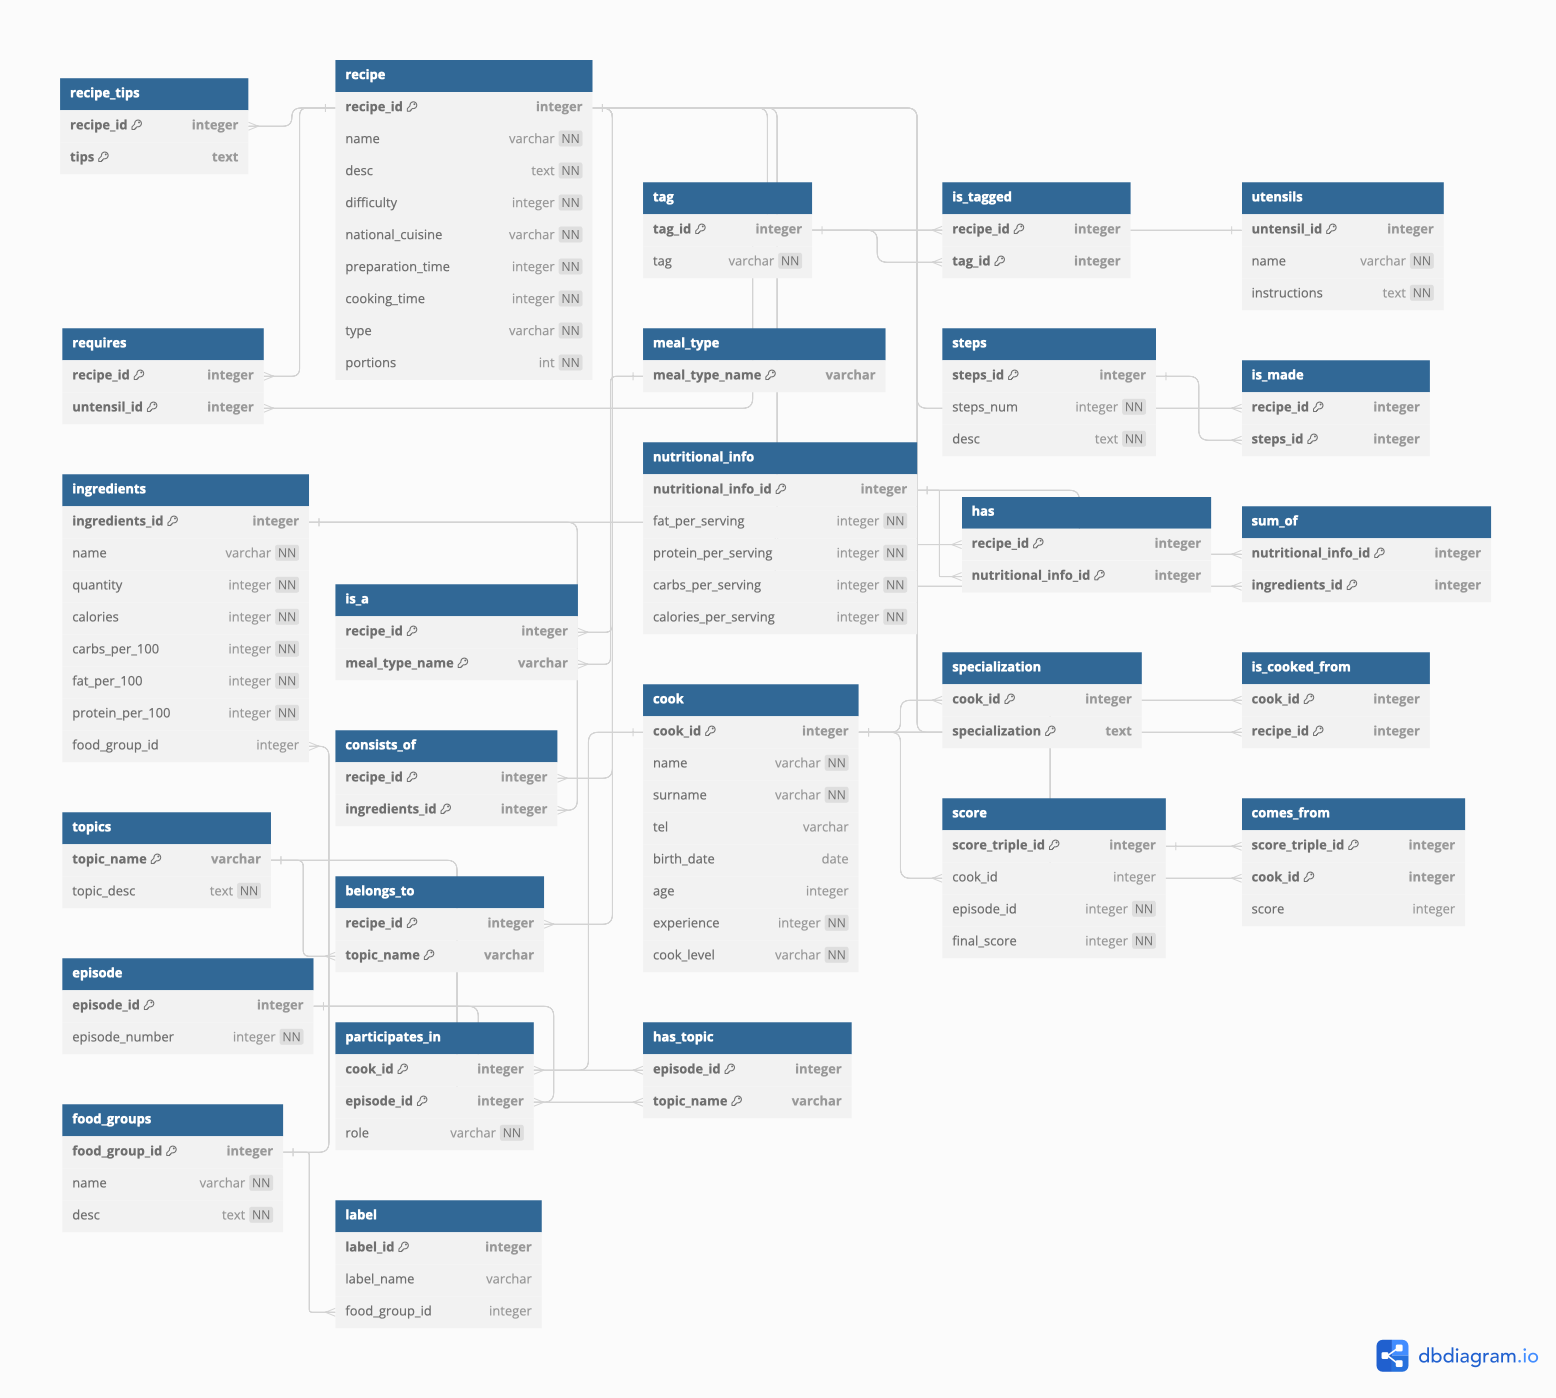 recipe_tips
recipe_id integer
tips text
recipe
recipe_id integer
name varchar NN
desc text NN
difficulty integer NN
national_cuisine varchar NN
preparation_time integer NN
cooking_time integer NN
type varchar NN
portions int NN
tag
tag_id integer
tag varchar NN
is_tagged
recipe_id integer
tag_id integer
utensils
untensil_id integer
name varchar NN
instructions text NN
requires
recipe_id integer
untensil_id integer
meal_type
meal_type_name varchar
steps
steps_id integer
steps_num integer NN
desc text NN
is_made
recipe_id integer
steps_id integer
ingredients
ingredients_id integer
name varchar NN
quantity integer NN
calories integer NN
carbs_per_100 integer NN
fat_per_100 integer NN
protein_per_100 integer NN
food_group_id integer
nutritional_info
nutritional_info_id integer
fat_per_serving integer NN
protein_per_serving integer NN
carbs_per_serving integer NN
calories_per_serving integer NN
has
recipe_id integer
nutritional_info_id integer
sum_of
nutritional_info_id integer
ingredients_id integer
is_a
recipe_id integer
meal_type_name varchar
cook
cook_id integer
name varchar NN
surname varchar NN
tel varchar
birth_date date
age integer
experience integer NN
cook_level varchar NN
specialization
cook_id integer
specialization text
is_cooked_from
cook_id integer
recipe_id integer
consists_of
recipe_id integer
ingredients_id integer
topics
topic_name varchar
topic_desc text NN
score
score_triple_id integer
cook_id integer
episode_id integer NN
final_score integer NN
comes_from
score_triple_id integer
cook_id integer
score integer
belongs_to
recipe_id integer
topic_name varchar
episode
episode_id integer
episode_number integer NN
participates_in
cook_id integer
episode_id integer
role varchar NN
has_topic
episode_id integer
topic_name varchar
food_groups
food_group_id integer
name varchar NN
desc text NN
label
label_id integer
label_name varchar
food_group_id integer
dbdiagram.io